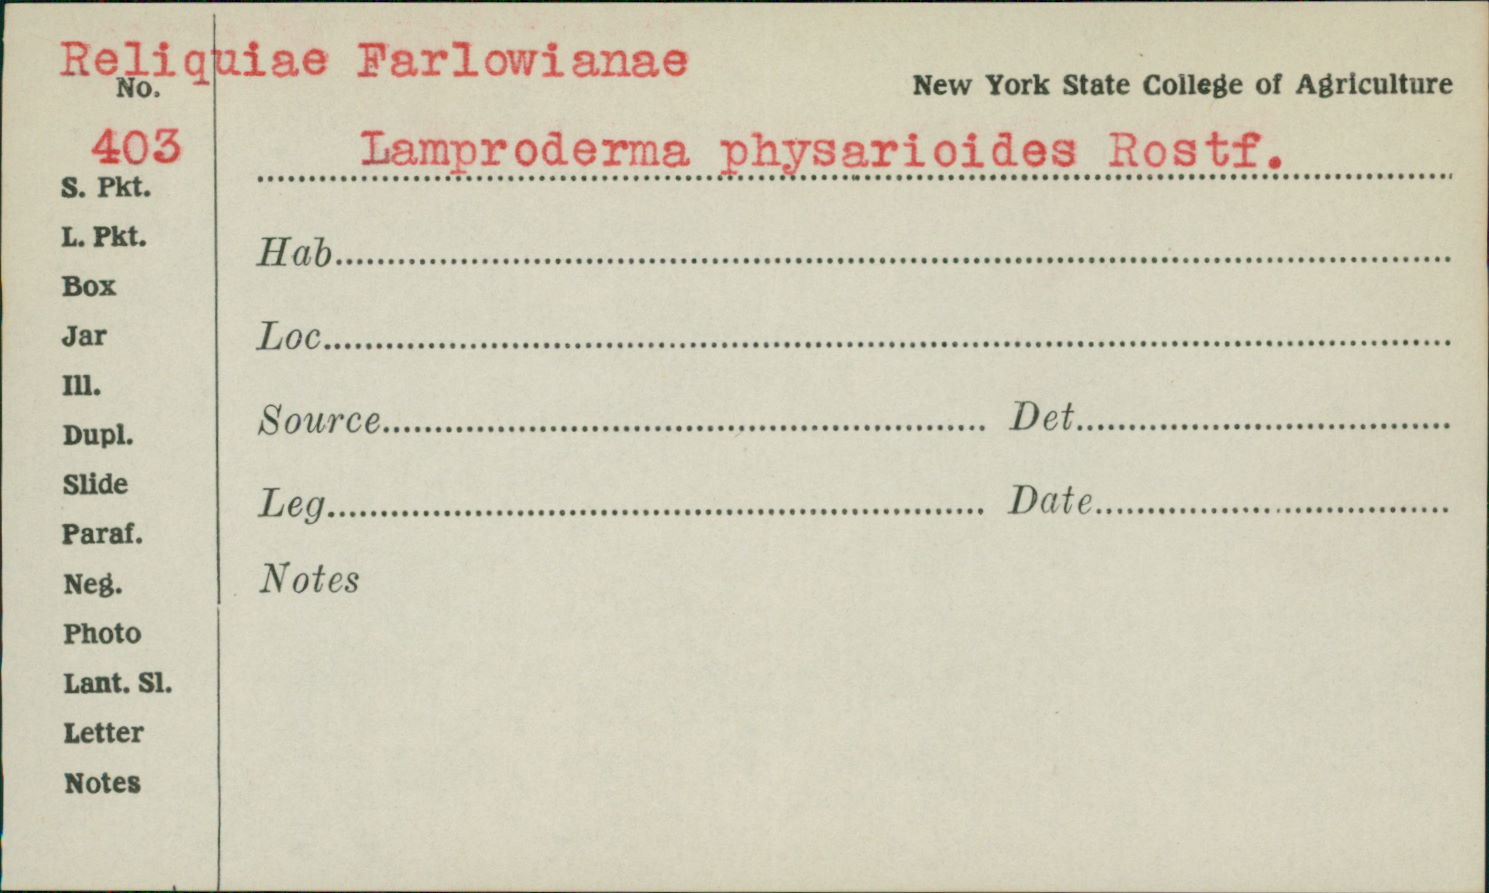 Reliquiae Farlowianae
No.
New York State College of Agriculture
403
Lamproderma physarioides Rostf.
S. Pkt.
L. Pkt.
Hab
Box
Loc
Jar
Ill.
Source Det
Dupl.
Slide
Leg Date
Paraf.
Neg.
Notes
Photo
Lant. Sl.
Letter
Notes